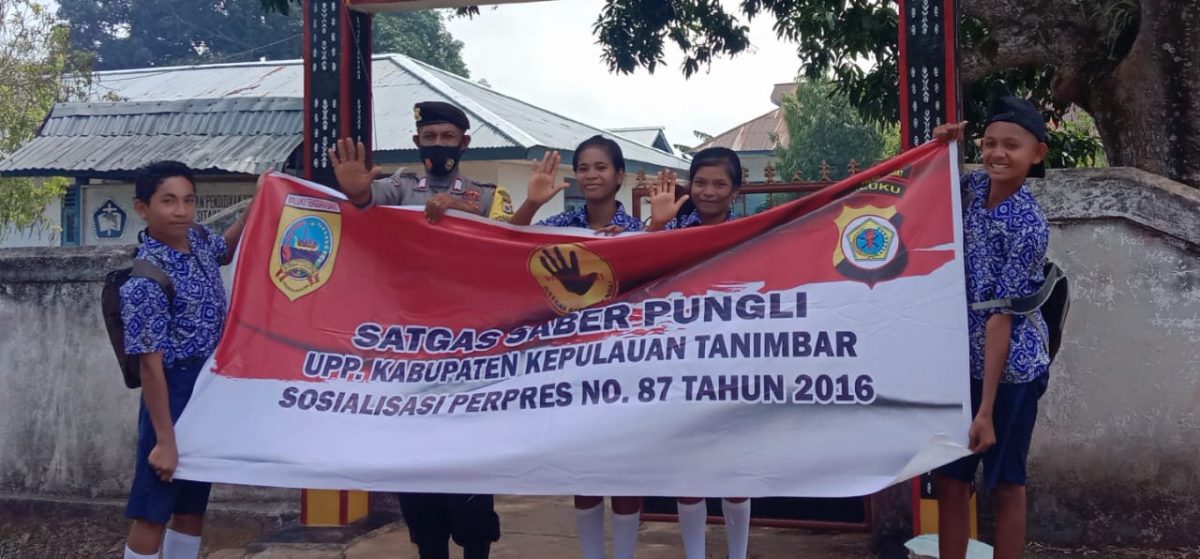 SATGAS SABER PUNGLI
UPP. KABUPATEN KEPULAUAN TANIMBAR
SOSIALISASI PERPRES NO. 87 TAHUN 2016